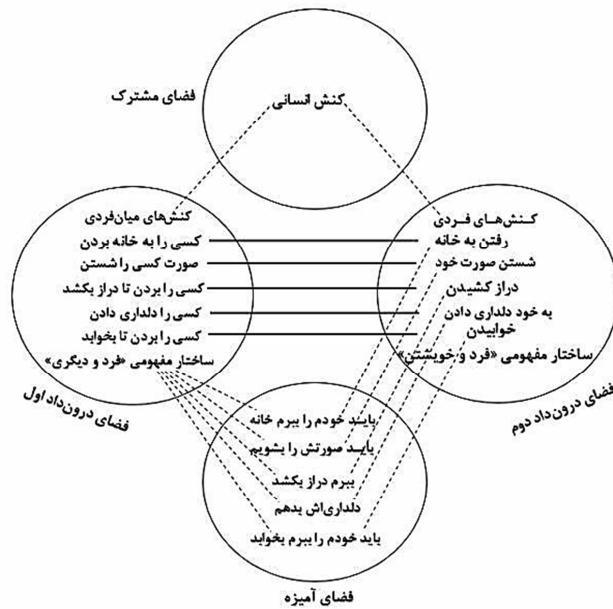 فضای مشترک
کنش انسانی
کنش‌های میان‌فردی
کسی را به خانه بردن
صورت کسی را شستن
کسی را بردن تا دراز بکشد
کسی را دلداری دادن
کسی را بردن تا بخوابد
ساختار مفهومی «فرد و دیگری»
فضای درون‌داد اول
کنش‌های فردی
رفتن به خانه
شستن صورت خود
دراز کشیدن
به خود دلداری دادن
خوابیدن
ساختار مفهومی «فرد و خویشتن»
فضای درون‌داد دوم
بایـد خودم را ببرم خانه
بایـد صورتش را بشویم
ببرم دراز بکشد
دلداری‌اش بدهم
باید خودم را ببرم بخوابد
فضای آمیزه